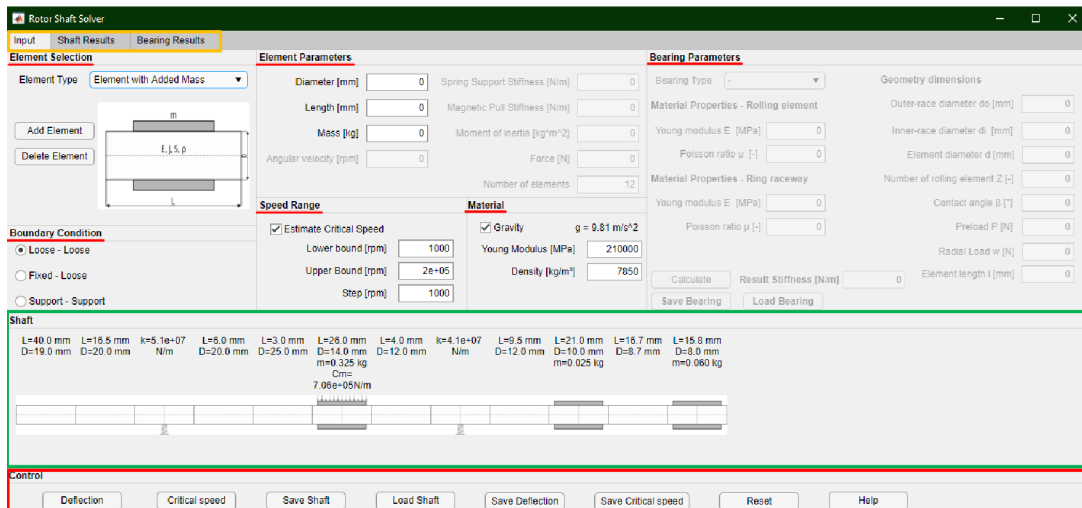 Rotor Shaft Solver
Input Shaft Results Bearing Results
Element Selection
Element Type Element with Added Mass
Add Element
Delete Element
m
E, J, S, ρ
L
Boundary Condition
Loose - Loose
Fixed - Loose
Support - Support
Element Parameters
Diameter [mm] 0 Spring Support Stiffness [N/m] 0
Length [mm] 0 Magnetic Pull Stiffness [N/m] 0
Mass [kg] 0 Moment of inertia [kg*m^2] 0
Angular velocity [rpm] 0 Force [N] 0
Number of elements 12
Speed Range
Estimate Critical Speed
Lower bound [rpm] 1000
Upper Bound [rpm] 2e+05
Step [rpm] 1000
Material
Gravity g = 9.81 m/s^2
Young Modulus [MPa] 210000
Density [kg/m³] 7850
Bearing Parameters
Bearing Type -
Material Properties - Rolling element
Young modulus E [MPa] 0
Poisson ratio μ [-] 0
Material Properties - Ring raceway
Young modulus E [MPa] 0
Poisson ratio μ [-] 0
Calculate Result Stiffness [N/m] 0
Save Bearing Load Bearing
Geometry dimensions
Outer-race diameter do [mm] 0
Inner-race diameter di [mm] 0
Element diameter d [mm] 0
Number of rolling element Z [-] 0
Contact angle β [°] 0
Preload P [N] 0
Radial Load w [N] 0
Element length l [mm] 0
Shaft
L=40.0 mm L=16.5 mm k=5.1e+07 L=6.0 mm L=3.0 mm L=26.0 mm L=4.0 mm k=4.1e+07 L=9.5 mm L=21.0 mm L=16.7 mm L=15.8 mm
D=19.0 mm D=20.0 mm N/m D=20.0 mm D=25.0 mm D=14.0 mm D=12.0 mm N/m D=12.0 mm D=10.0 mm D=8.7 mm D=8.0 mm
m=0.325 kg m=0.025 kg m=0.060 kg
Cm=
7.06e+05N/m
Control
Deflection Critical speed Save Shaft Load Shaft Save Deflection Save Critical speed Reset Help